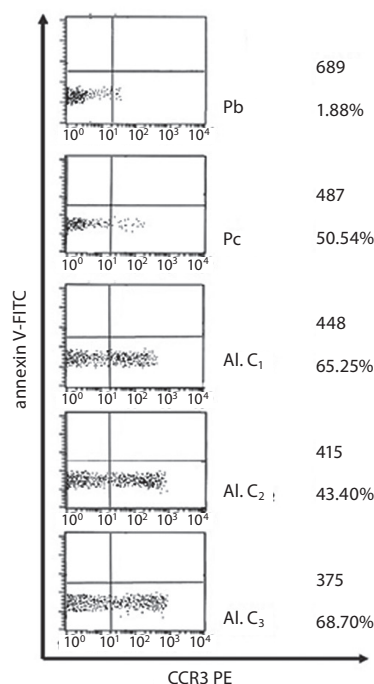 annexin V-FITC
689
Pb
1.88%
10⁰ 10¹ 10² 10³ 10⁴
487
Pc
50.54%
10⁰ 10¹ 10² 10³ 10⁴
448
Al. C₁
65.25%
10⁰ 10¹ 10² 10³ 10⁴
415
Al. C₂
43.40%
10⁰ 10¹ 10² 10³ 10⁴
375
Al. C₃
68.70%
10⁰ 10¹ 10² 10³ 10⁴
CCR3 PE